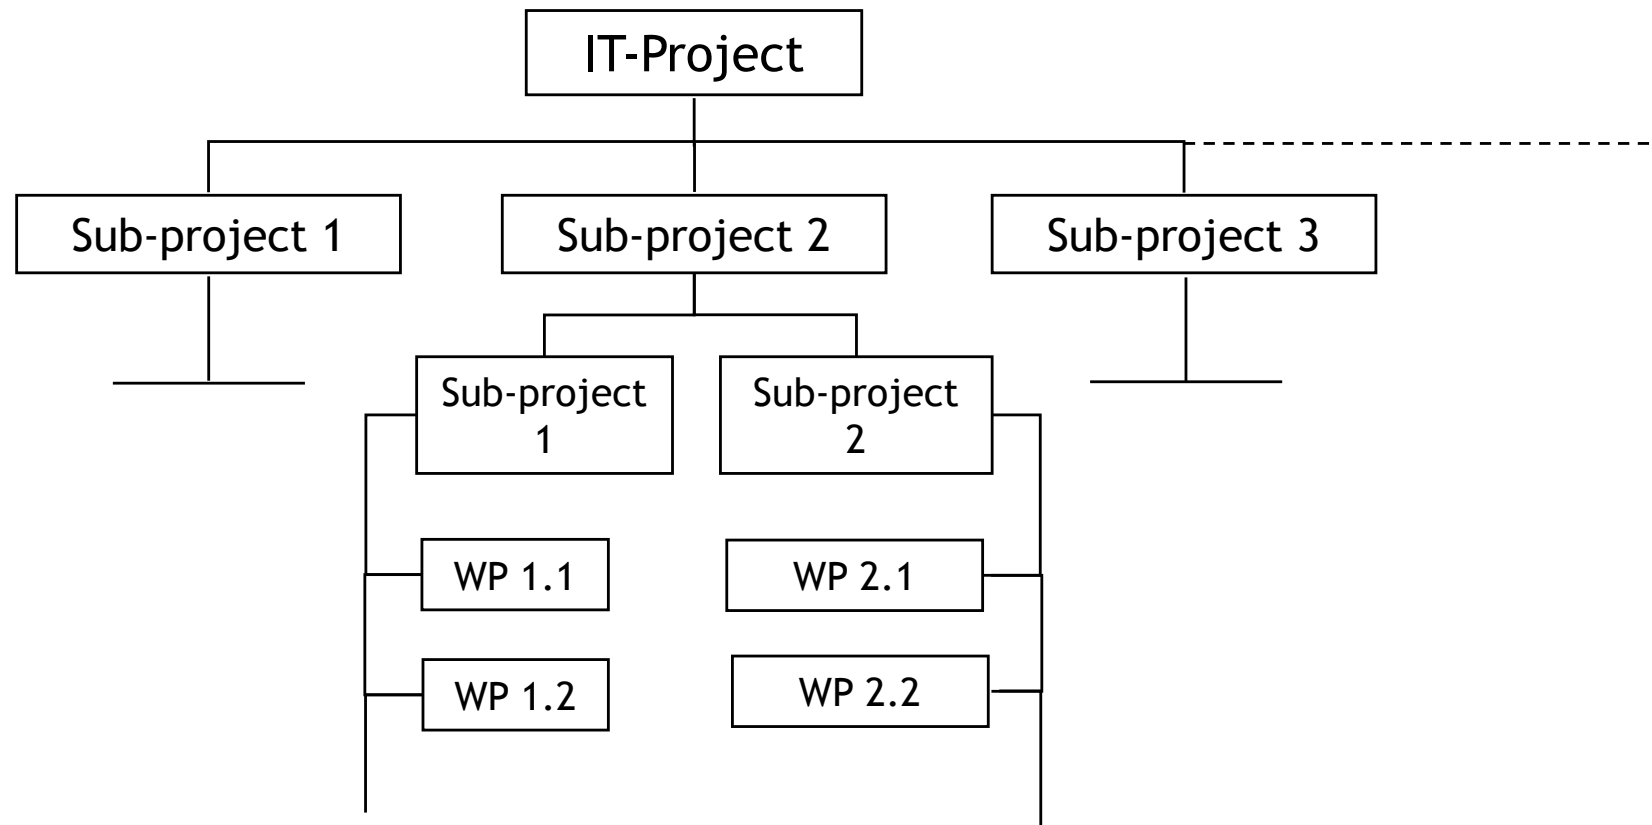 IT-Project
Sub-project 1
Sub-project 2
Sub-project 3
Sub-project
1
Sub-project
2
WP 1.1
WP 2.1
WP 1.2
WP 2.2